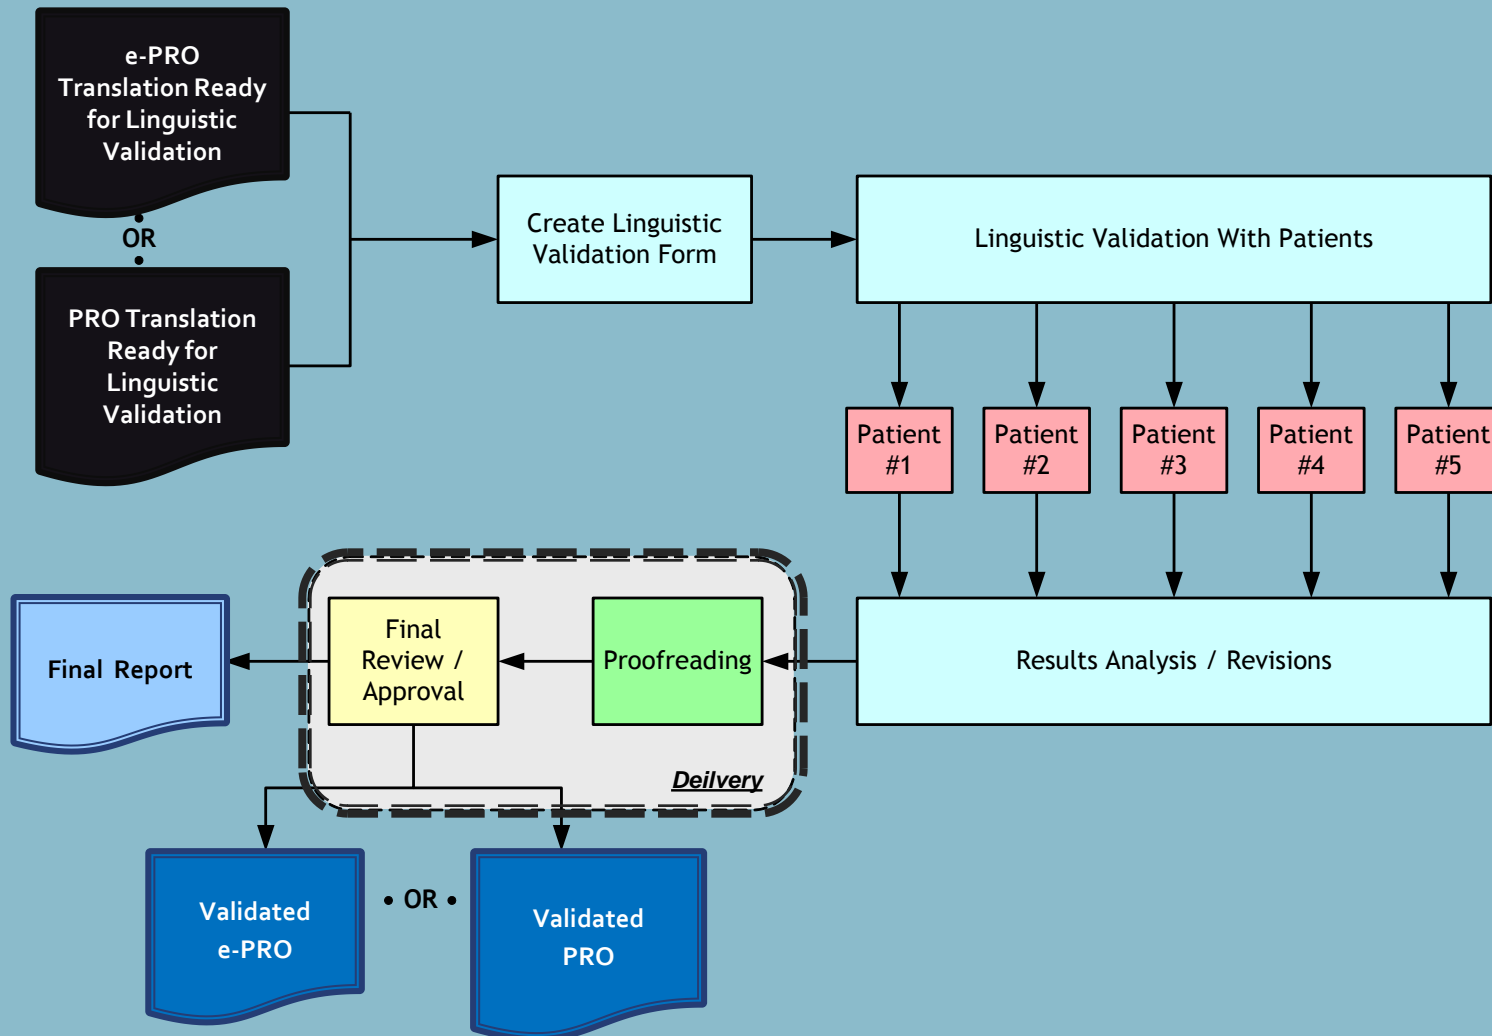 e-PRO
Translation Ready
for Linguistic
Validation
• OR •
PRO Translation
Ready for
Linguistic
Validation
Create Linguistic
Validation Form
Linguistic Validation With Patients
Patient
#1
Patient
#2
Patient
#3
Patient
#4
Patient
#5
Results Analysis / Revisions
Proofreading
Final
Review /
Approval
Deilvery
Final Report
Validated
e-PRO
• OR •
Validated
PRO